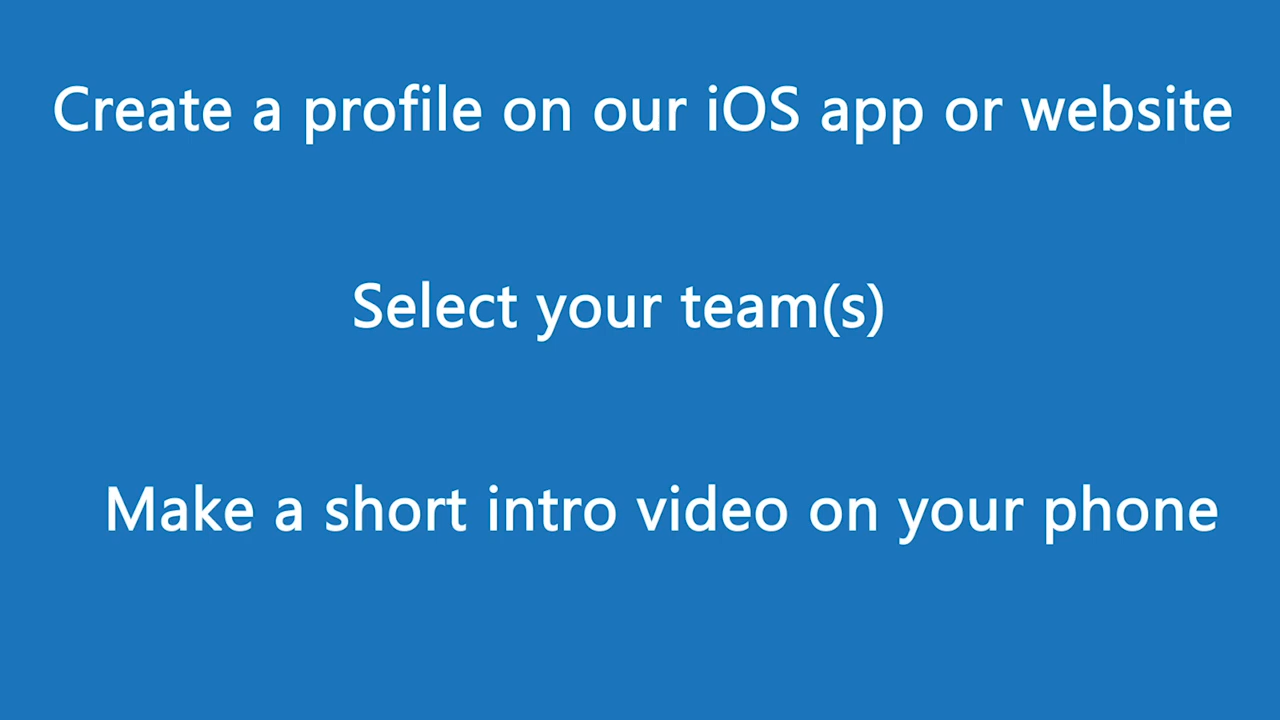 Create a profile on our iOS app or website
Select your team(s)
Make a short intro video on your phone